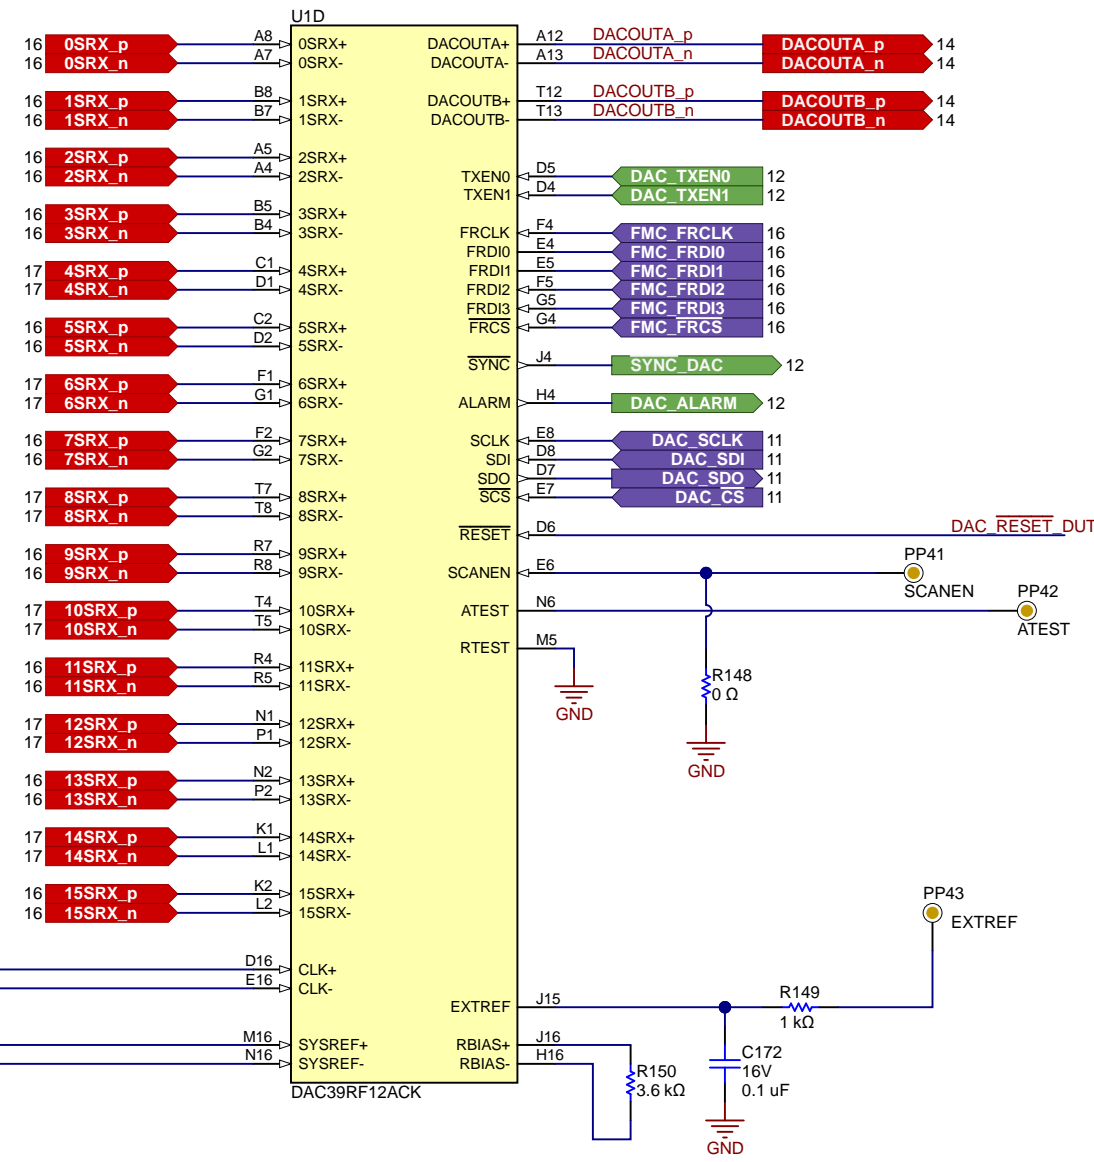 U1D
16 0SRX_p A8 0SRX+ DACOUTA+ A12 DACOUTA_p DACOUTA_p 14
16 0SRX_n A7 0SRX- DACOUTA- A13 DACOUTA_n DACOUTA_n 14
16 1SRX_p B8 1SRX+ DACOUTB+ T12 DACOUTB_p DACOUTB_p 14
16 1SRX_n B7 1SRX- DACOUTB- T13 DACOUTB_n DACOUTB_n 14
16 2SRX_p A5 2SRX+
16 2SRX_n A4 2SRX- TXEN0 D5 DAC_TXEN0 12
TXEN1 D4 DAC_TXEN1 12
16 3SRX_p B5 3SRX+
16 3SRX_n B4 3SRX- FRCLK F4 FMC_FRCLK 16
FRDI0 E4 FMC_FRDI0 16
17 4SRX_p C1 4SRX+ FRDI1 E5 FMC_FRDI1 16
17 4SRX_n D1 4SRX- FRDI2 F5 FMC_FRDI2 16
FRDI3 G5 FMC_FRDI3 16
16 5SRX_p C2 5SRX+ FRCS G4 FMC_FRCS 16
16 5SRX_n D2 5SRX-
SYNC J4 SYNC_DAC 12
17 6SRX_p F1 6SRX+
17 6SRX_n G1 6SRX- ALARM H4 DAC_ALARM 12
16 7SRX_p F2 7SRX+ SCLK E8 DAC_SCLK 11
16 7SRX_n G2 7SRX- SDI D8 DAC_SDI 11
SDO D7 DAC_SDO 11
17 8SRX_p T7 8SRX+ SCS E7 DAC_CS 11
17 8SRX_n T8 8SRX-
RESET D6 DAC_RESET_DUT
16 9SRX_p R7 9SRX+ PP41
16 9SRX_n R8 9SRX- SCANEN E6 SCANEN
PP42
17 10SRX_p T4 10SRX+ ATEST N6
17 10SRX_n T5 10SRX- ATEST
RTEST M5
16 11SRX_p R4 11SRX+
16 11SRX_n R5 11SRX- R148
0 Ω
GND
17 12SRX_p N1 12SRX+
17 12SRX_n P1 12SRX-
GND
16 13SRX_p N2 13SRX+
16 13SRX_n P2 13SRX-
17 14SRX_p K1 14SRX+
17 14SRX_n L1 14SRX-
16 15SRX_p K2 15SRX+ PP43
16 15SRX_n L2 15SRX- EXTREF
D16 CLK+
E16 CLK- R149
EXTREF J15
1 kΩ
M16 SYSREF+ RBIAS+ J16
N16 SYSREF- RBIAS- H16 C172
R150 16V
3.6 kΩ 0.1 uF
DAC39RF12ACK
GND